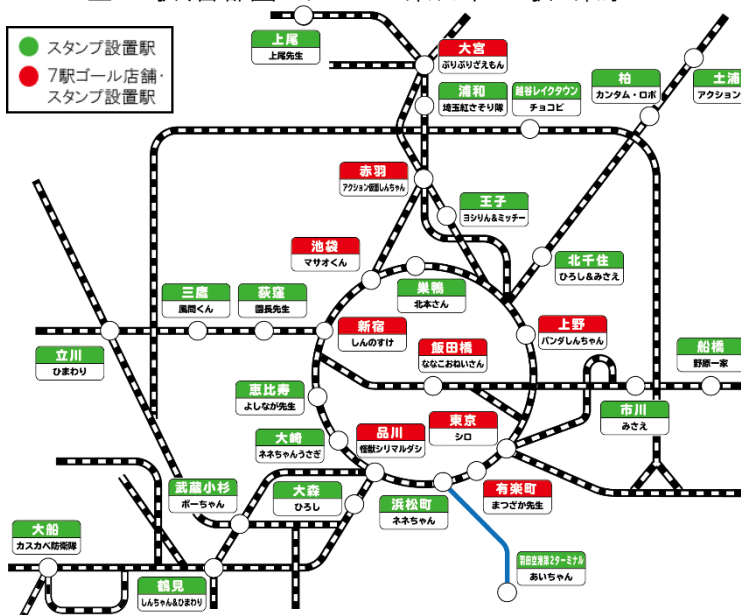 スタンプ設置駅
7駅ゴール店舗・
スタンプ設置駅
上尾
上尾先生
大宮
ぶりぶりざえもん
浦和
埼玉紅さそり隊
越谷レイクタウン
チョコビ
柏
カンタム・ロボ
土浦
アクション
赤羽
アクション仮面しんちゃん
王子
ヨシりん&ミッチー
池袋
マサオくん
巣鴨
北本さん
北千住
ひろし&みさえ
三鷹
風間くん
荻窪
園長先生
新宿
しんのすけ
飯田橋
ななこおねいさん
上野
パンダしんちゃん
船橋
野原一家
立川
ひまわり
恵比寿
よしなが先生
市川
みさえ
大崎
ネネちゃんうさぎ
品川
怪獣シリマルダシ
東京
シロ
武蔵小杉
ボーちゃん
大森
ひろし
浜松町
ネネちゃん
有楽町
まつざか先生
大船
カスカベ防衛隊
鶴見
しんちゃん&ひまわり
羽田空港第2ターミナル
あいちゃん